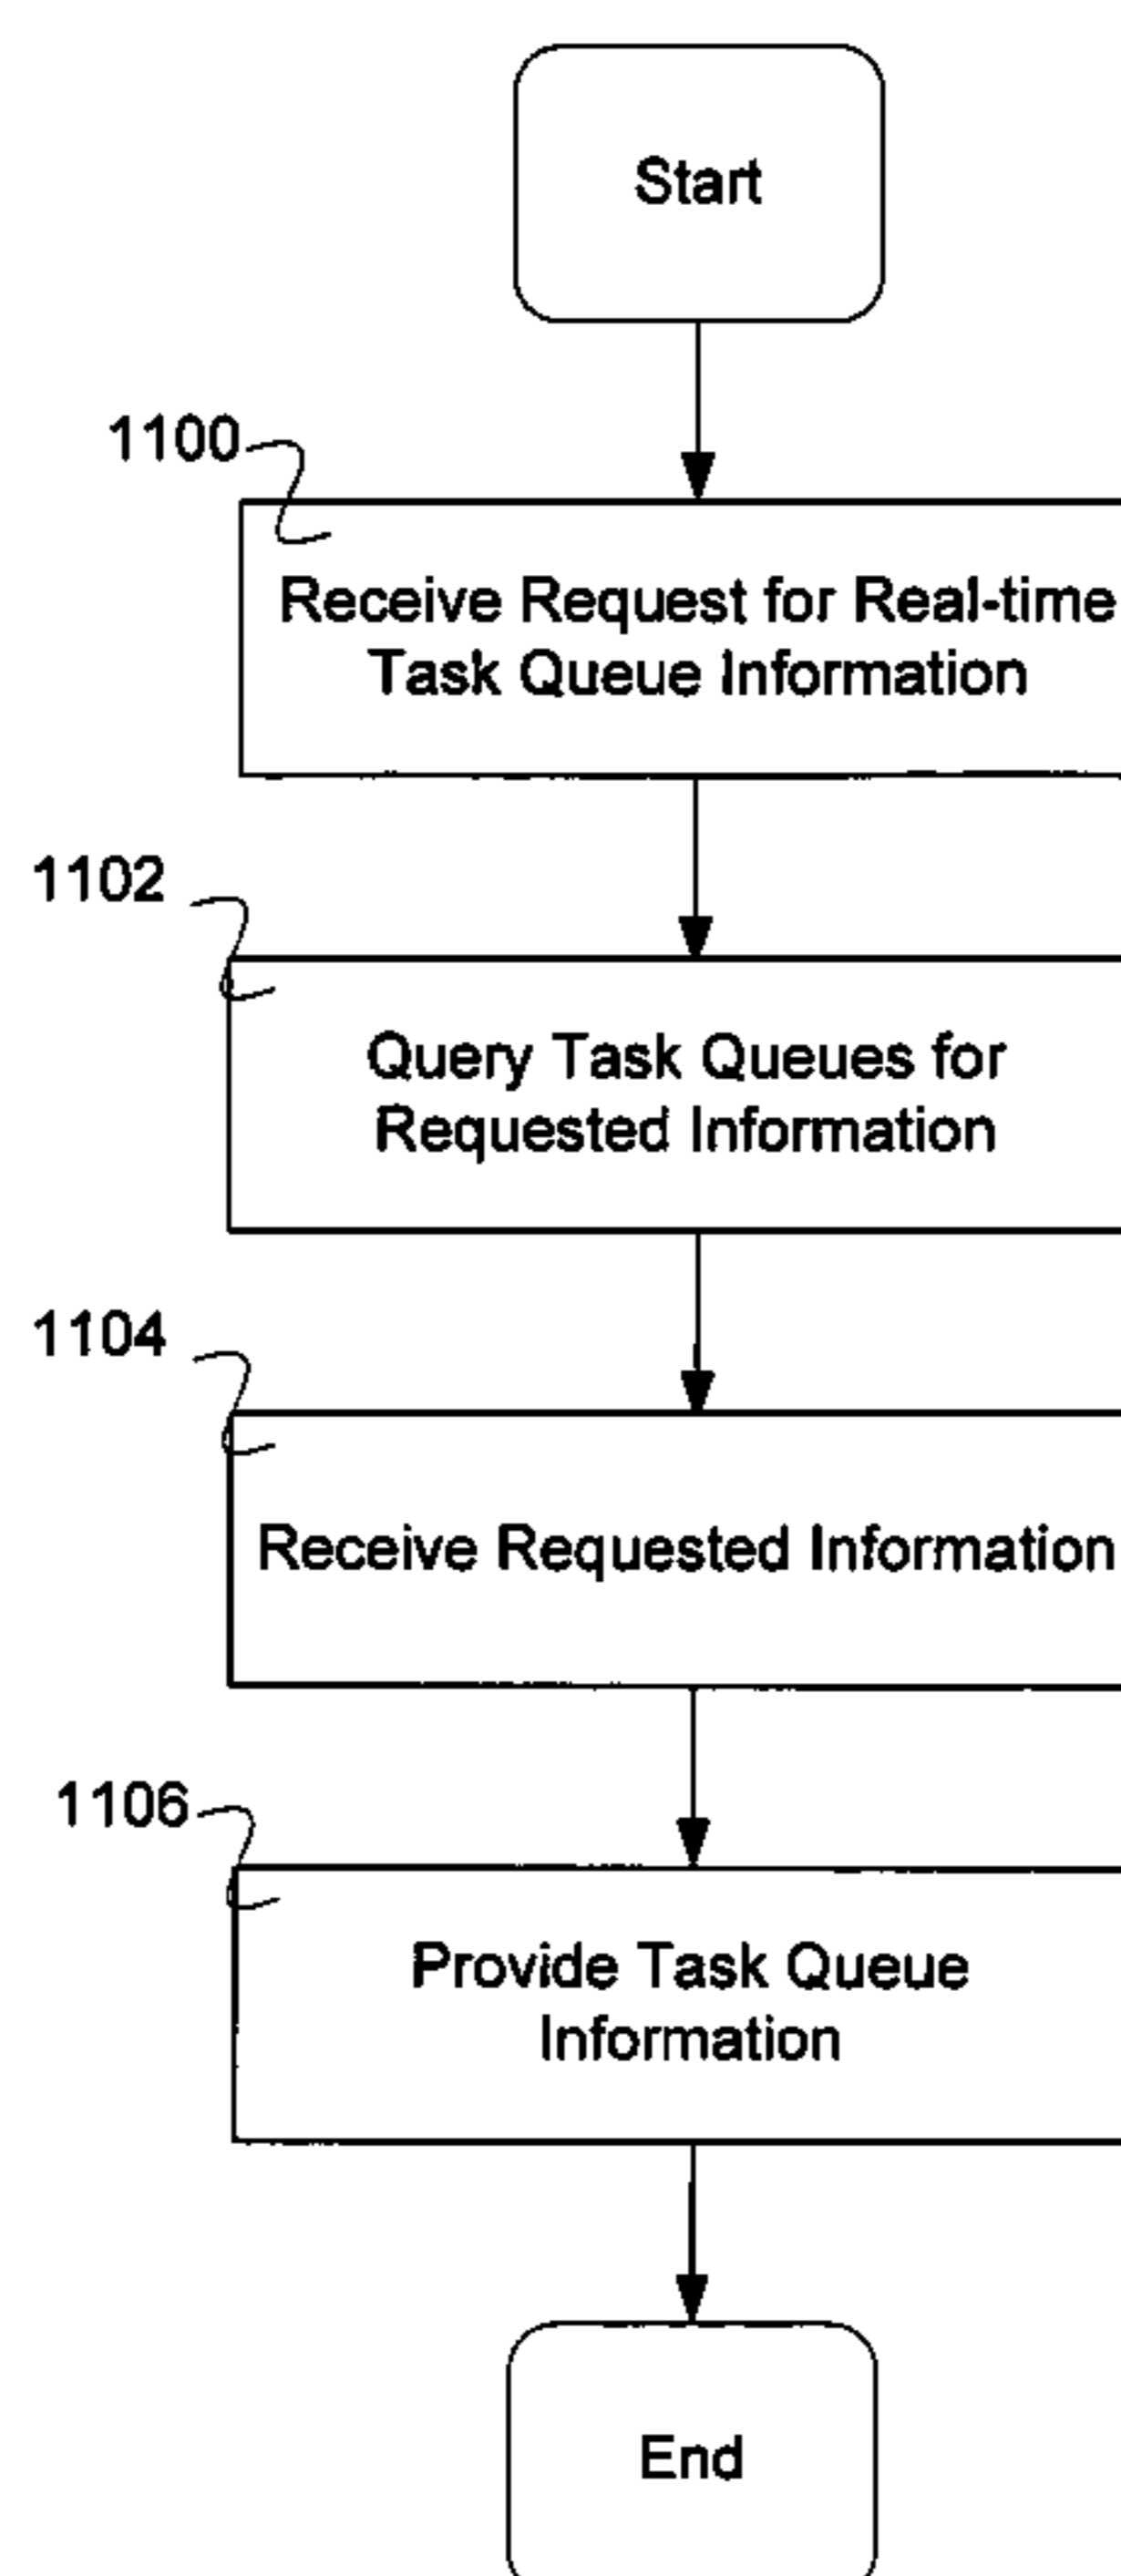 Start
1100
Receive Request for Real-time
Task Queue Information
1102
Query Task Queues for
Requested Information
1104
Receive Requested Information
1106
Provide Task Queue
Information
End